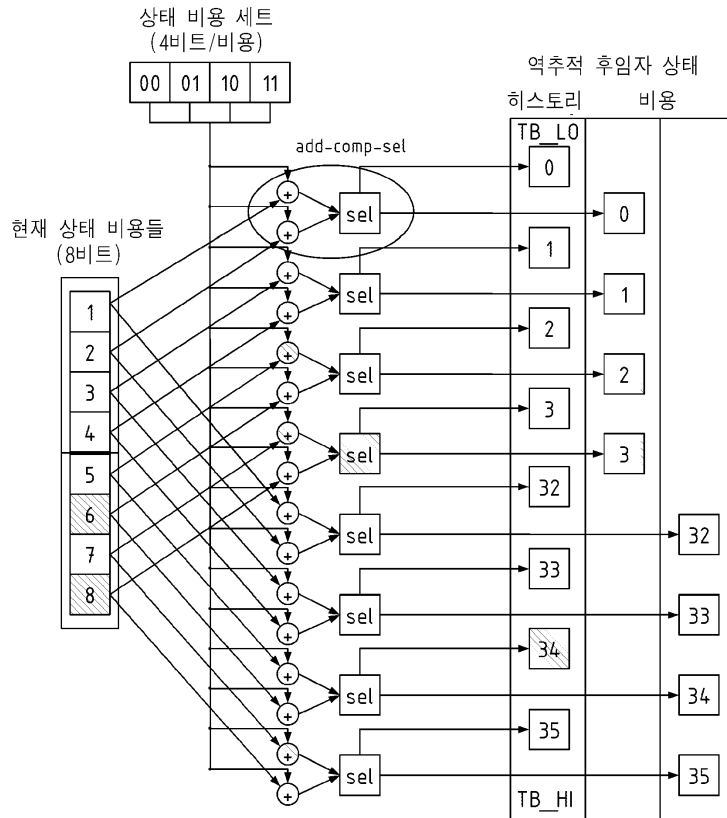 상태 비용 세트
(4비트/비용)
00 01 10 11
역추적 후임자 상태
히스토리 비용
TB_LO
add-comp-sel
0
+
sel
0
현재 상태 비용들
(8비트)
+
1
+
sel
1
1
+
2
2
+
sel
2
3
+
3
4
+
sel
3
5
+
32
6
+
sel
32
7
+
33
8
+
sel
33
+
34
+
sel
34
+
35
+
sel
35
+
TB_HI